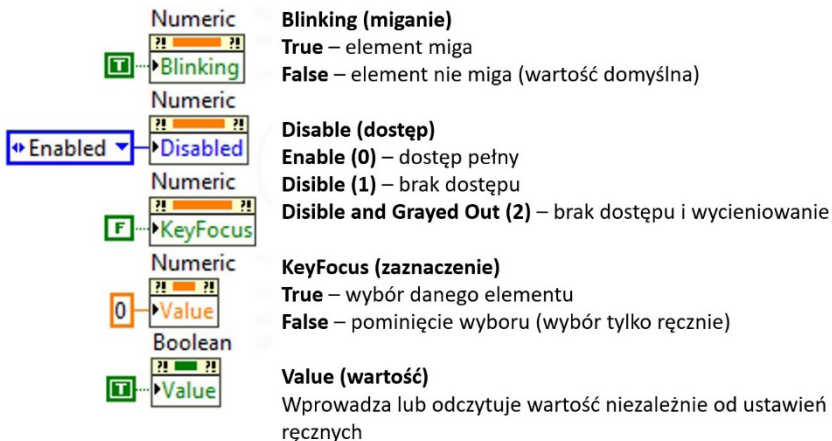 Numeric
?! ?!
T Blinking
Numeric
?! ?!
Enabled Disabled
Numeric
?! ?!
F KeyFocus
Numeric
?! ?!
0 Value
Boolean
?! ?!
T Value
Blinking (miganie)
True – element miga
False – element nie miga (wartość domyślna)
Disable (dostęp)
Enable (0) – dostęp pełny
Disible (1) – brak dostępu
Disible and Grayed Out (2) – brak dostępu i wycieniowanie
KeyFocus (zaznaczenie)
True – wybór danego elementu
False – pominięcie wyboru (wybór tylko ręcznie)
Value (wartość)
Wprowadza lub odczytuje wartość niezależnie od ustawień
ręcznych